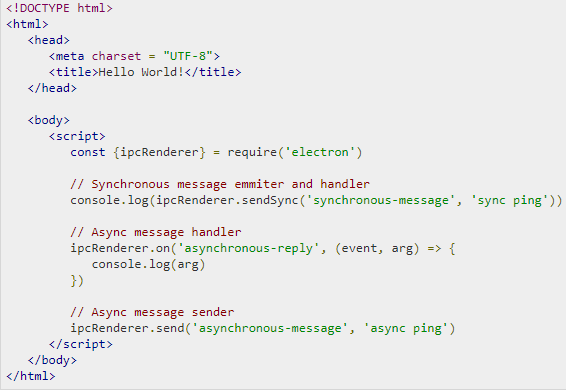 <!DOCTYPE html>
<html>
   <head>
      <meta charset = "UTF-8">
      <title>Hello World!</title>
   </head>

   <body>
      <script>
         const {ipcRenderer} = require('electron')

         // Synchronous message emmiter and handler
         console.log(ipcRenderer.sendSync('synchronous-message', 'sync ping'))

         // Async message handler
         ipcRenderer.on('asynchronous-reply', (event, arg) => {
            console.log(arg)
         })

         // Async message sender
         ipcRenderer.send('asynchronous-message', 'async ping')
      </script>
   </body>
</html>